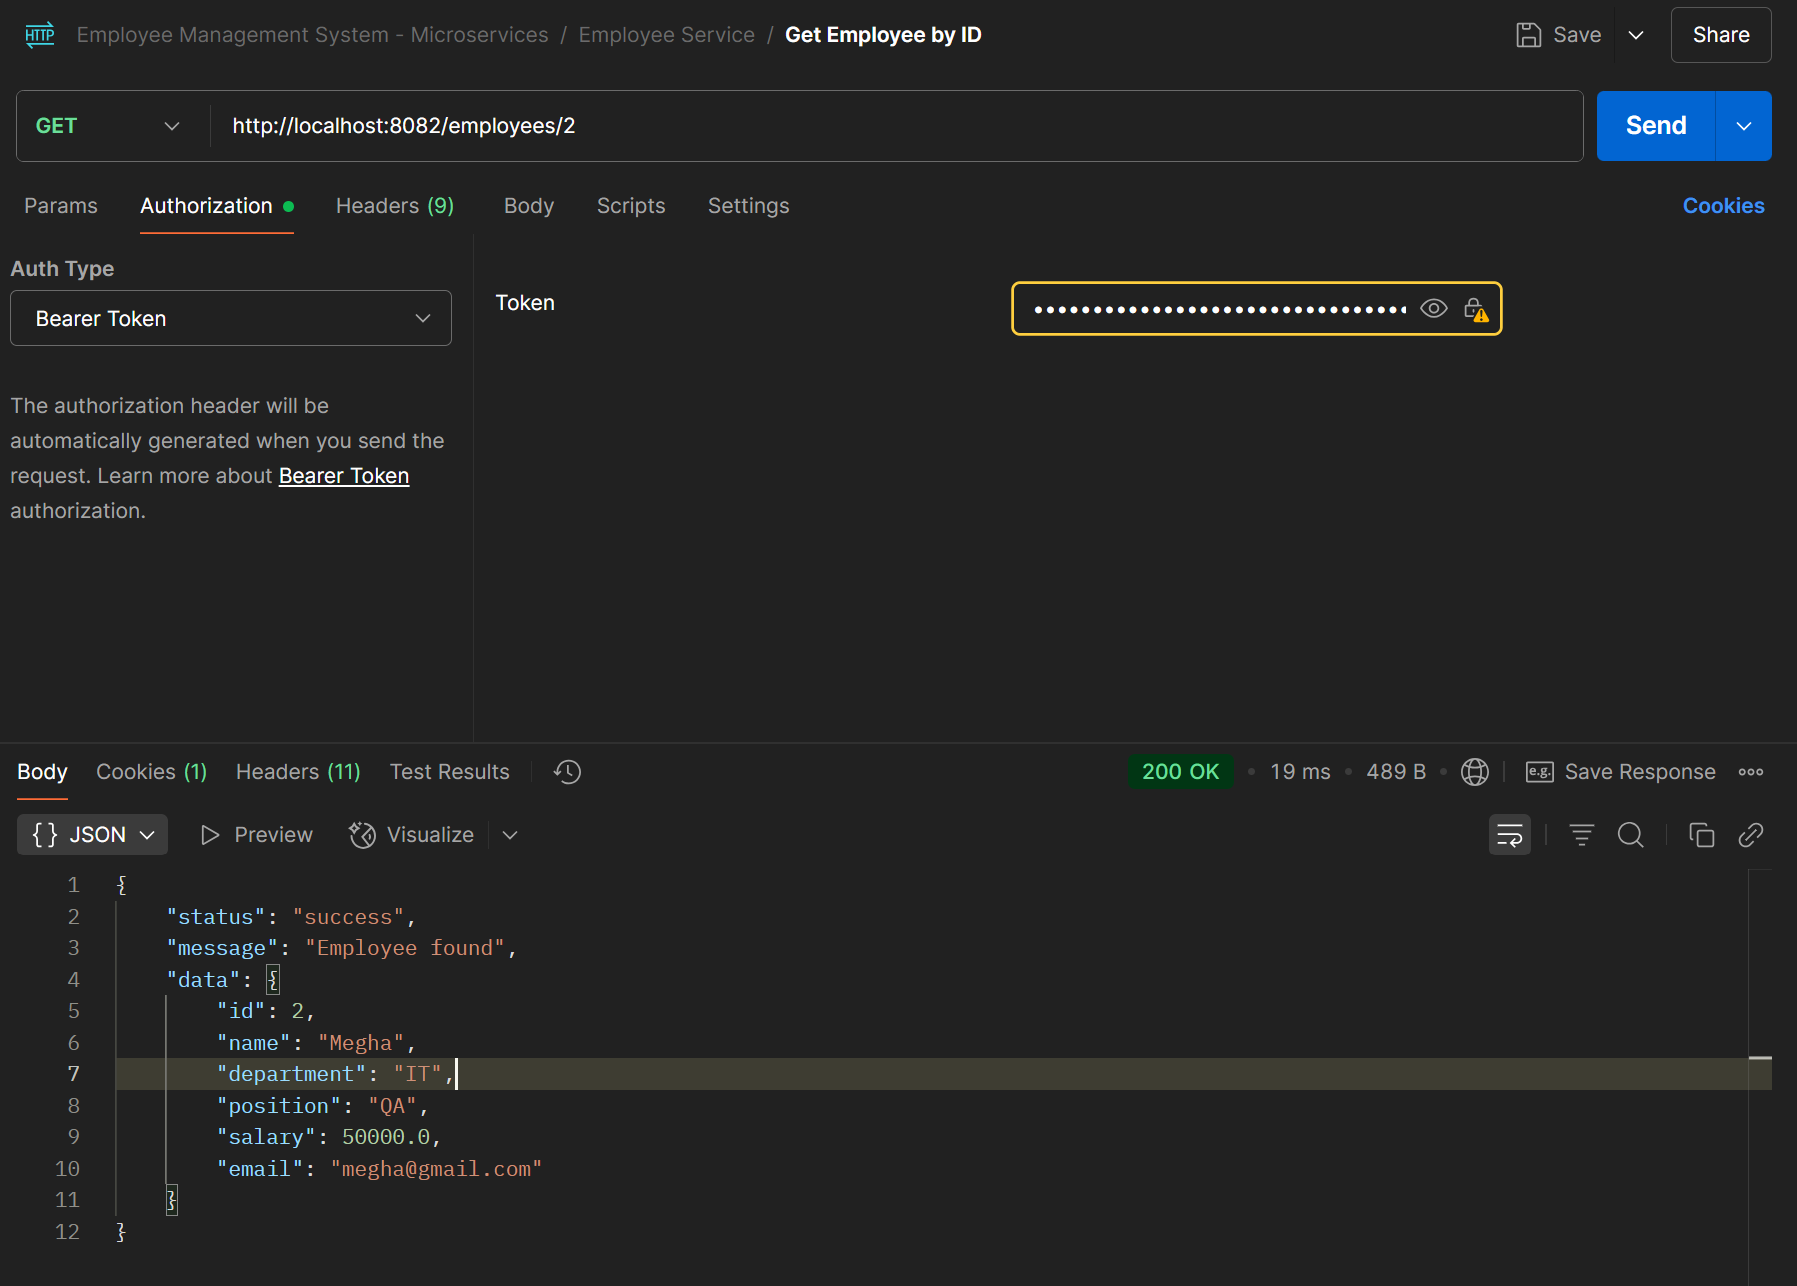 HTTP Employee Management System - Microservices / Employee Service / Get Employee by ID Save Share
GET http://localhost:8082/employees/2 Send
Params Authorization Headers (9) Body Scripts Settings Cookies
Auth Type
Bearer Token
Token
The authorization header will be
automatically generated when you send the
request. Learn more about Bearer Token
authorization.
Body Cookies (1) Headers (11) Test Results 200 OK 19 ms 489 B e.g. Save Response
{} JSON Preview Visualize
1 {
2 "status": "success",
3 "message": "Employee found",
4 "data": {
5 "id": 2,
6 "name": "Megha",
7 "department": "IT",
8 "position": "QA",
9 "salary": 50000.0,
10 "email": "megha@gmail.com"
11 }
12 }